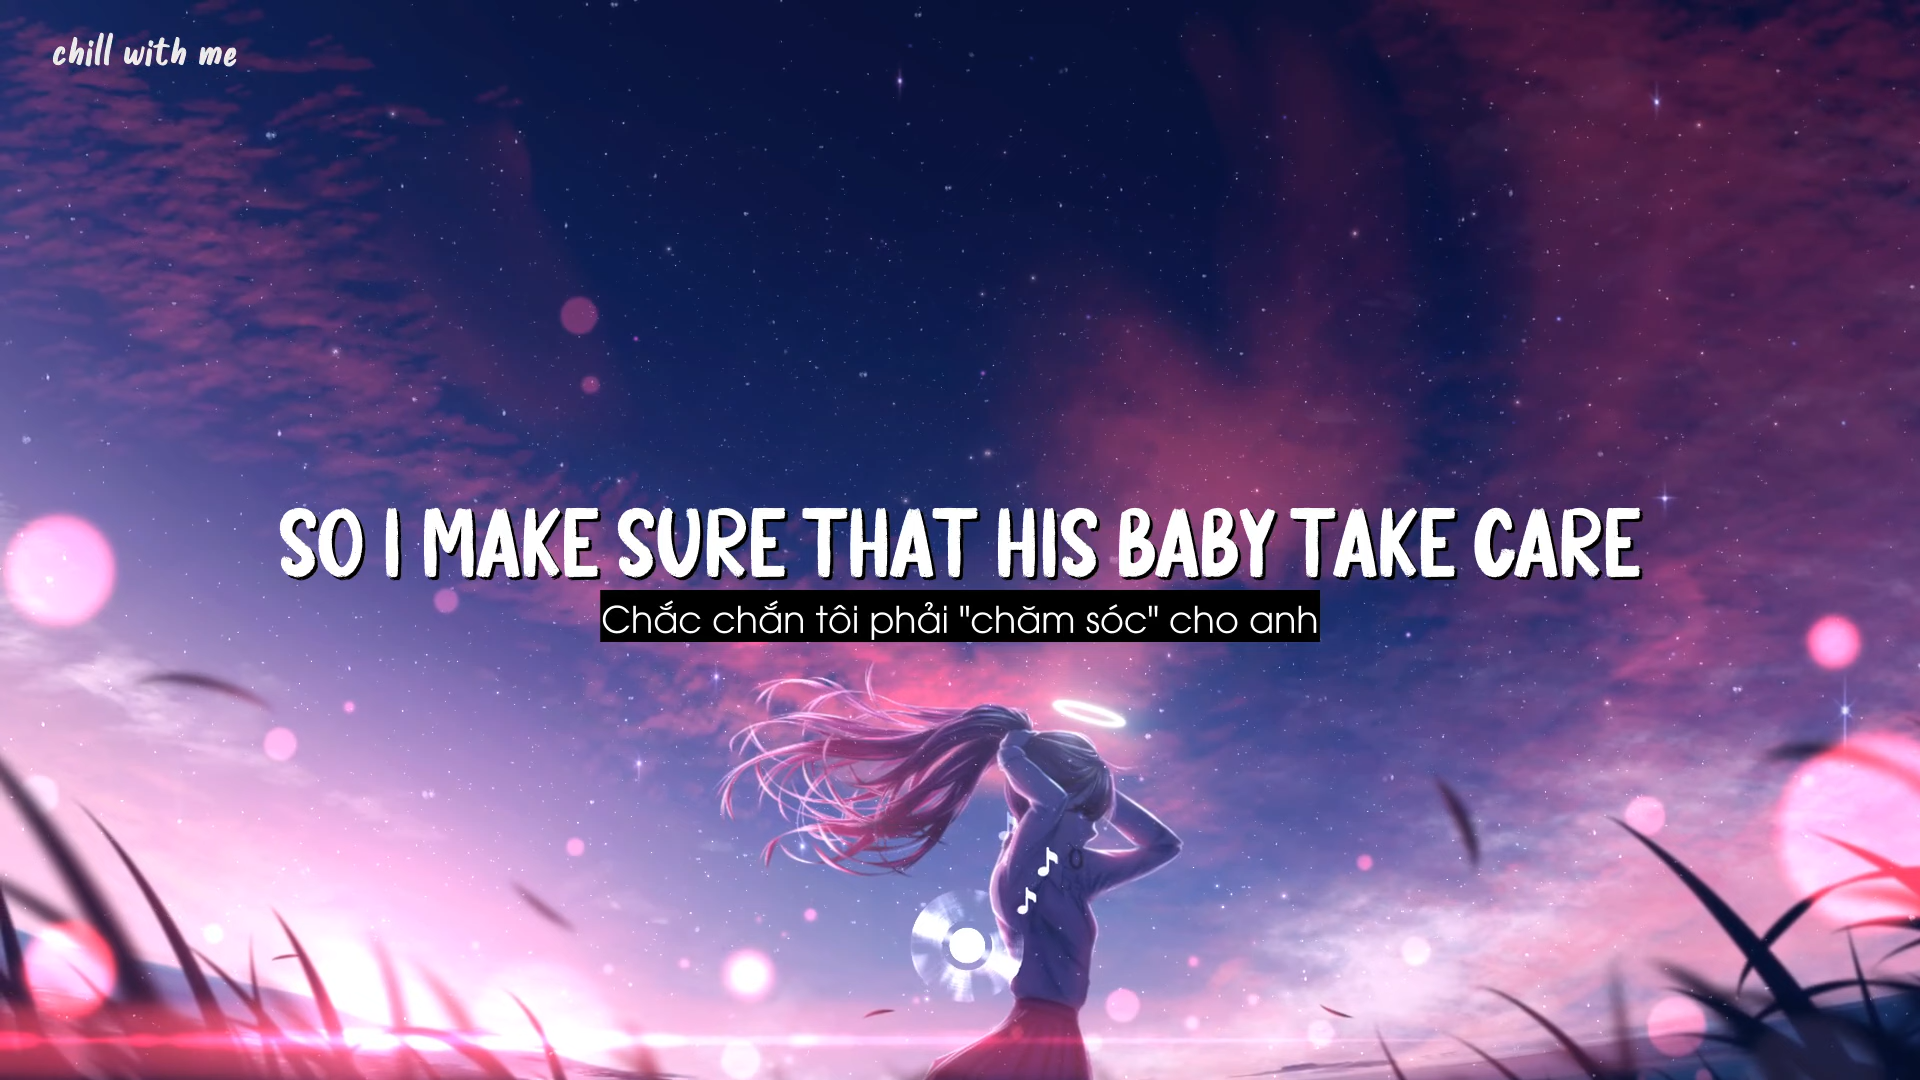 chill with me
SO I MAKE SURE THAT HIS BABY TAKE CARE
Chắc chắn tôi phải "chăm sóc" cho anh